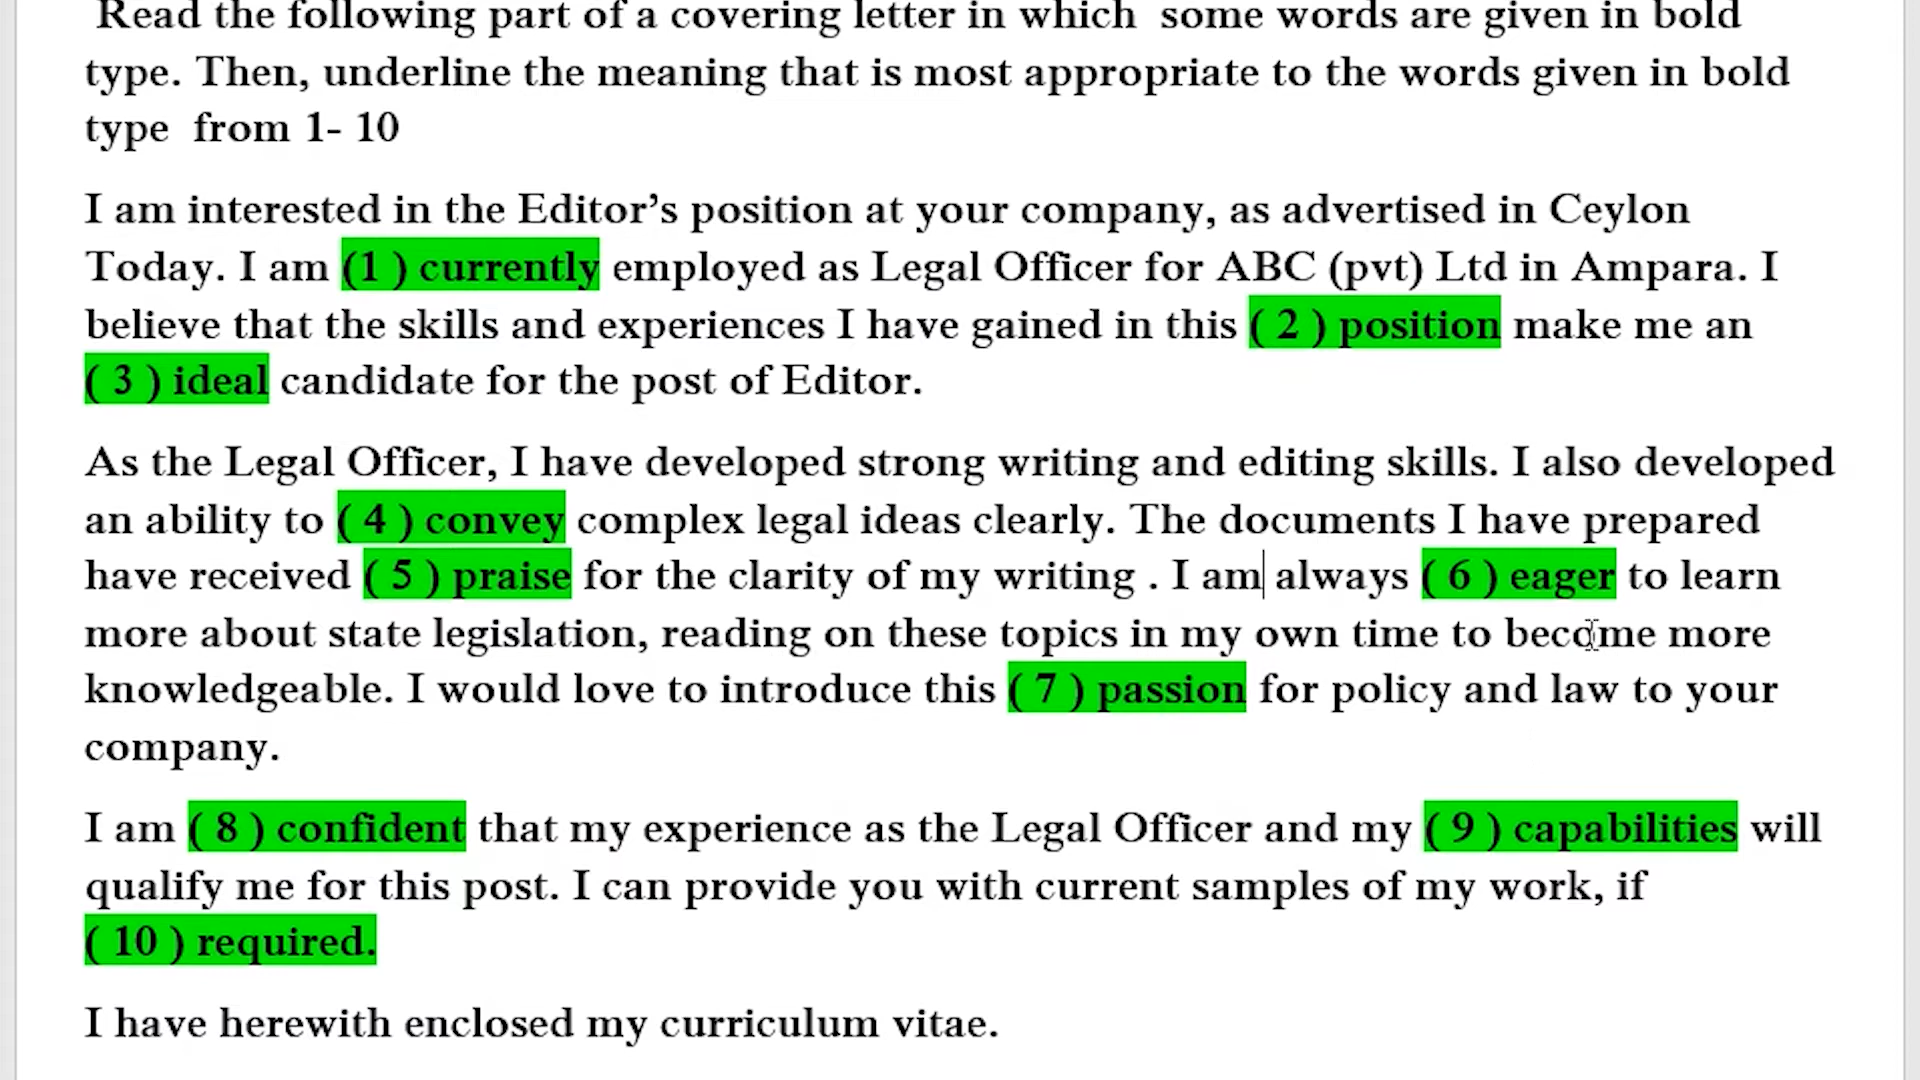 Read the following part of a covering letter in which some words are given in bold
type. Then, underline the meaning that is most appropriate to the words given in bold
type from 1- 10
I am interested in the Editor’s position at your company, as advertised in Ceylon
Today. I am (1 ) currently employed as Legal Officer for ABC (pvt) Ltd in Ampara. I
believe that the skills and experiences I have gained in this ( 2 ) position make me an
( 3 ) ideal candidate for the post of Editor.
As the Legal Officer, I have developed strong writing and editing skills. I also developed
an ability to ( 4 ) convey complex legal ideas clearly. The documents I have prepared
have received ( 5 ) praise for the clarity of my writing . I am always ( 6 ) eager to learn
more about state legislation, reading on these topics in my own time to become more
knowledgeable. I would love to introduce this ( 7 ) passion for policy and law to your
company.
I am ( 8 ) confident that my experience as the Legal Officer and my ( 9 ) capabilities will
qualify me for this post. I can provide you with current samples of my work, if
( 10 ) required.
I have herewith enclosed my curriculum vitae.